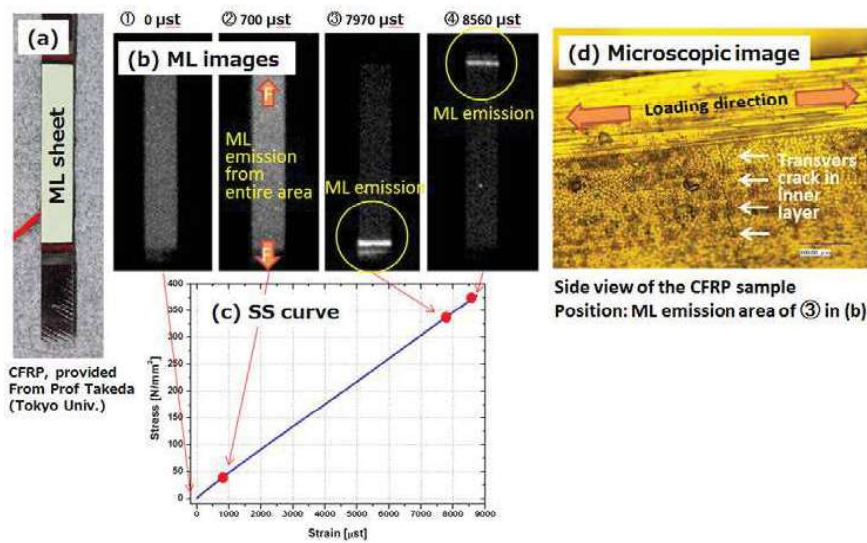 (a)
ML sheet
CFRP, provided
From Prof Takeda
(Tokyo Univ.)
① 0 µst
② 700 µst
③ 7970 µst
④ 8560 µst
(b) ML images
F
ML
emission
from
entire area
F
ML emission
ML emission
(c) SS curve
Stress [N/mm²]
400
350
300
250
200
150
100
50
0
0 1000 2000 3000 4000 5000 6000 7000 8000 9000
Strain [µst]
(d) Microscopic image
Loading direction
Transvers
crack in
inner
layer
Side view of the CFRP sample
Position: ML emission area of ③ in (b)